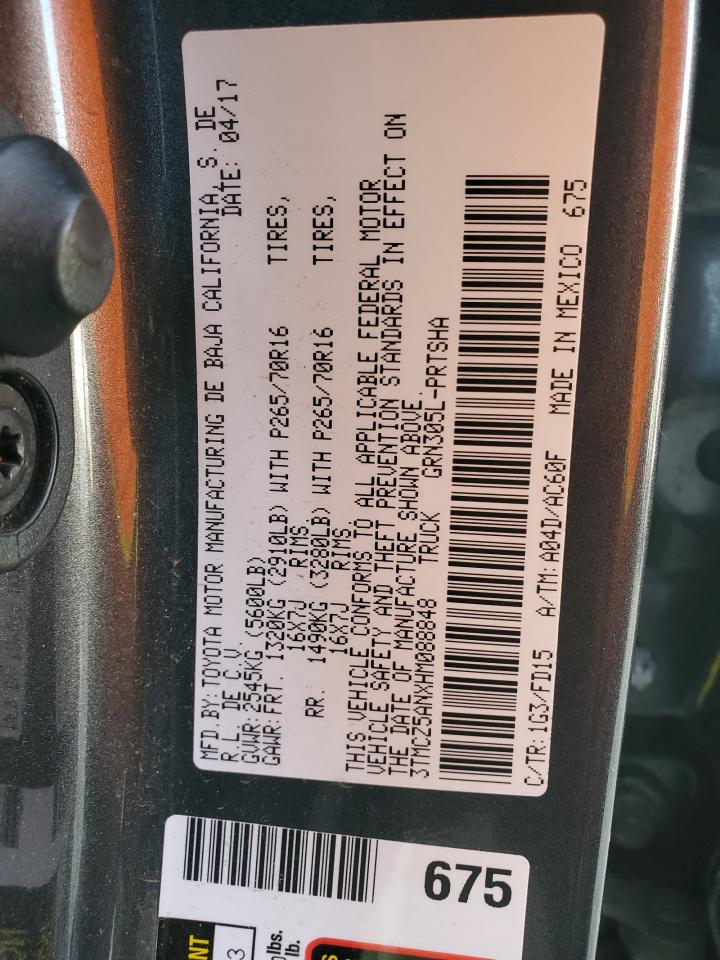 MFD.BY:TOYOTA MOTOR MANUFACTURING DE BAJA CALIFORNIA, S. DE
R.L. DE C.V. DATE: 04/17
GVWR:2545KG (5600LB)
GAWR:FRT. 1320KG (2910LB) WITH P265/70R16 TIRES,
16X7J RIMS.
RR. 1490KG (3280LB) WITH P265/70R16 TIRES,
16X7J RIMS.
THIS VEHICLE CONFORMS TO ALL APPLICABLE FEDERAL MOTOR
VEHICLE SAFETY AND THEFT PREVENTION STANDARDS IN EFFECT ON
THE DATE OF MANUFACTURE SHOWN ABOVE.
3TMCZ5ANXHM088848 TRUCK GRN305L-PRTSHA
C/TR:1G3/FD15 A/TM:A04D/AC60F MADE IN MEXICO 675
675
lbs.
lb.
3